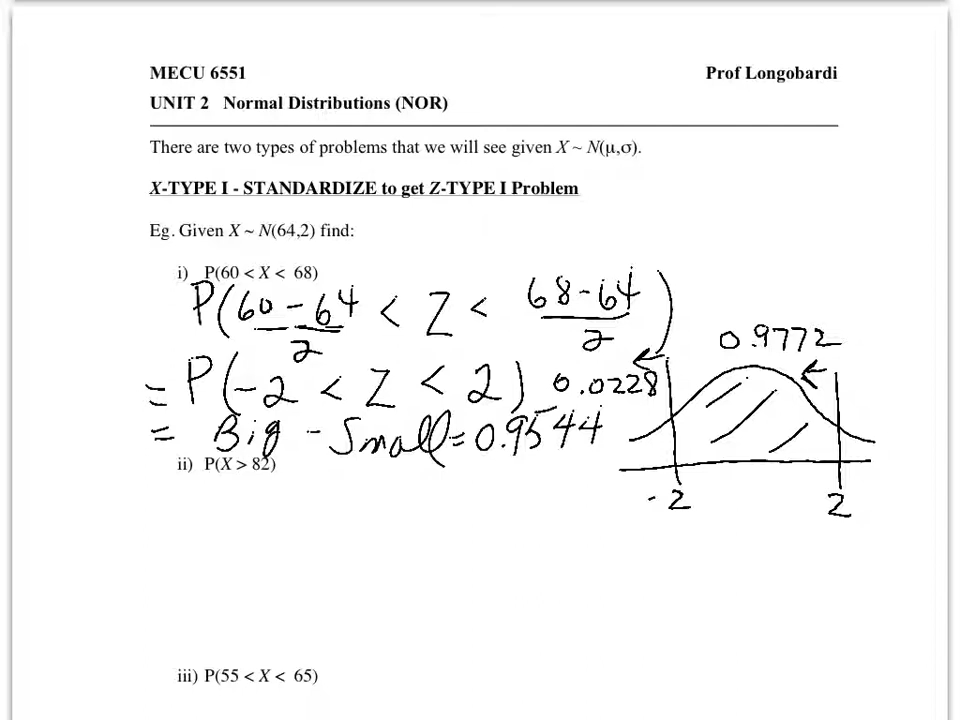 MECU 6551 Prof Longobardi
UNIT 2 Normal Distributions (NOR)
There are two types of problems that we will see given X ~ N(μ,σ).
X-TYPE I - STANDARDIZE to get Z-TYPE I Problem
Eg. Given X ~ N(64,2) find:
i) P(60 < X < 68)
P(60-64/2 < Z < 68-64/2)
0.9772
= P(-2 < Z < 2) 0.0228
= Big - Small = 0.9544
ii) P(X > 82)
-2 2
iii) P(55 < X < 65)